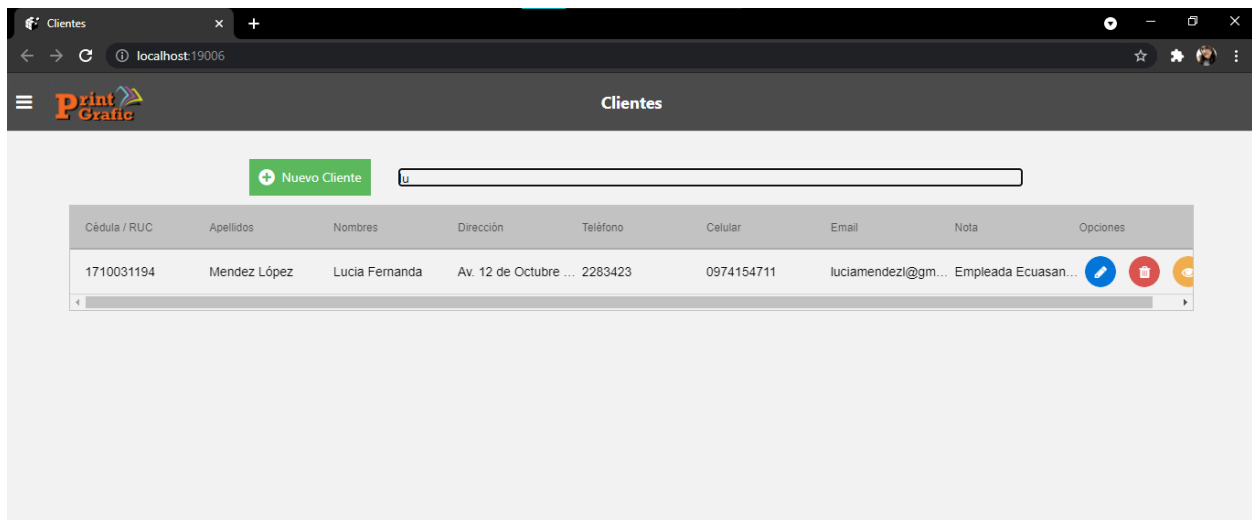 Clientes
localhost:19006
Print Grafic
Clientes
Nuevo Cliente
lu
Cédula / RUC Apellidos Nombres Dirección Teléfono Celular Email Nota Opciones
1710031194 Mendez López Lucia Fernanda Av. 12 de Octubre ... 2283423 0974154711 luciamendezl@gm... Empleada Ecuasan...